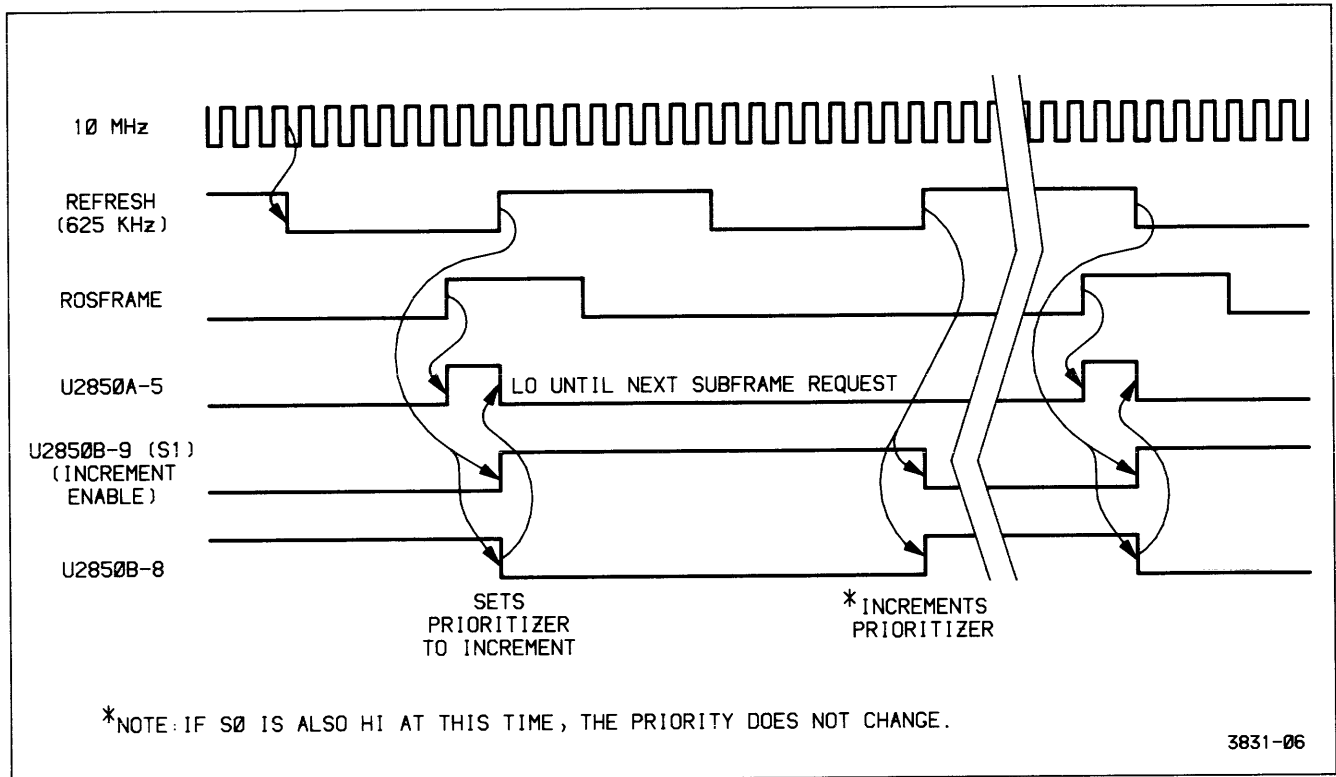 10 MHz
REFRESH
(625 KHz)
ROSFRAME
U2850A-5
LO UNTIL NEXT SUBFRAME REQUEST
U2850B-9 (S1)
(INCREMENT
ENABLE)
U2850B-8
SETS
PRIORITIZER
TO INCREMENT
*INCREMENTS
PRIORITIZER
*NOTE: IF S0 IS ALSO HI AT THIS TIME, THE PRIORITY DOES NOT CHANGE.
3831-06